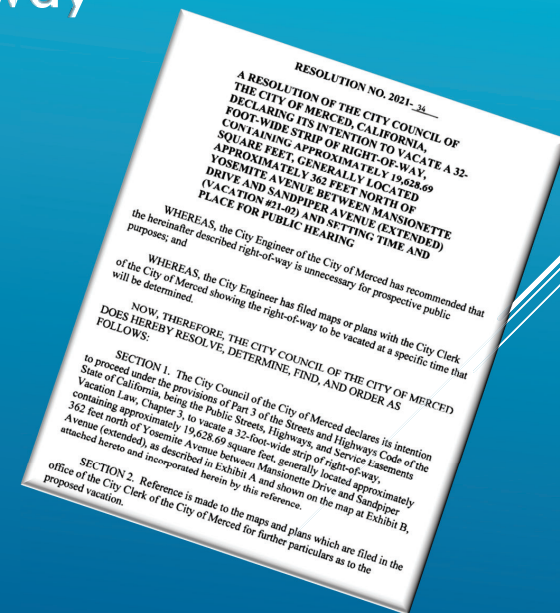 way
RESOLUTION NO. 2021- 34
A RESOLUTION OF THE CITY COUNCIL OF
THE CITY OF MERCED, CALIFORNIA,
DECLARING ITS INTENTION TO VACATE A 32-
FOOT-WIDE STRIP OF RIGHT-OF-WAY,
CONTAINING APPROXIMATELY 19,628.69
SQUARE FEET, GENERALLY LOCATED
APPROXIMATELY 362 FEET NORTH OF
YOSEMITE AVENUE BETWEEN MANSIONETTE
DRIVE AND SANDPIPER AVENUE (EXTENDED)
(VACATION #21-02) AND SETTING TIME AND
PLACE FOR PUBLIC HEARING
WHEREAS, the City Engineer of the City of Merced has recommended that
the hereinafter described right-of-way is unnecessary for prospective public
purposes; and
WHEREAS, the City Engineer has filed maps or plans with the City Clerk
of the City of Merced showing the right-of-way to be vacated at a specific time that
will be determined.
NOW, THEREFORE, THE CITY COUNCIL OF THE CITY OF MERCED
DOES HEREBY RESOLVE, DETERMINE, FIND, AND ORDER AS
FOLLOWS:
SECTION 1. The City Council of the City of Merced declares its intention
to proceed under the provisions of Part 3 of the Streets and Highways Code of the
State of California, being the Public Streets, Highways, and Service Easements
Vacation Law, Chapter 3, to vacate a 32-foot-wide strip of right-of-way,
containing approximately 19,628.69 square feet, generally located approximately
362 feet north of Yosemite Avenue between Mansionette Drive and Sandpiper
Avenue (extended), as described in Exhibit A and shown on the map at Exhibit B,
attached hereto and incorporated herein by this reference.
SECTION 2. Reference is made to the maps and plans which are filed in the
office of the City Clerk of the City of Merced for further particulars as to the
proposed vacation.